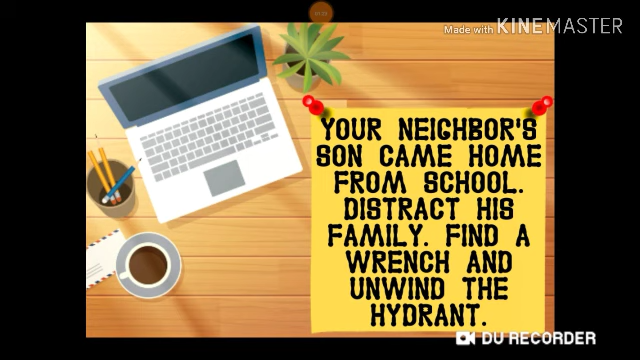 Made with KINEMASTER
YOUR NEIGHBOR'S
SON CAME HOME
FROM SCHOOL.
DISTRACT HIS
FAMILY. FIND A
WRENCH AND
UNWIND THE
HYDRANT.
DU RECORDER